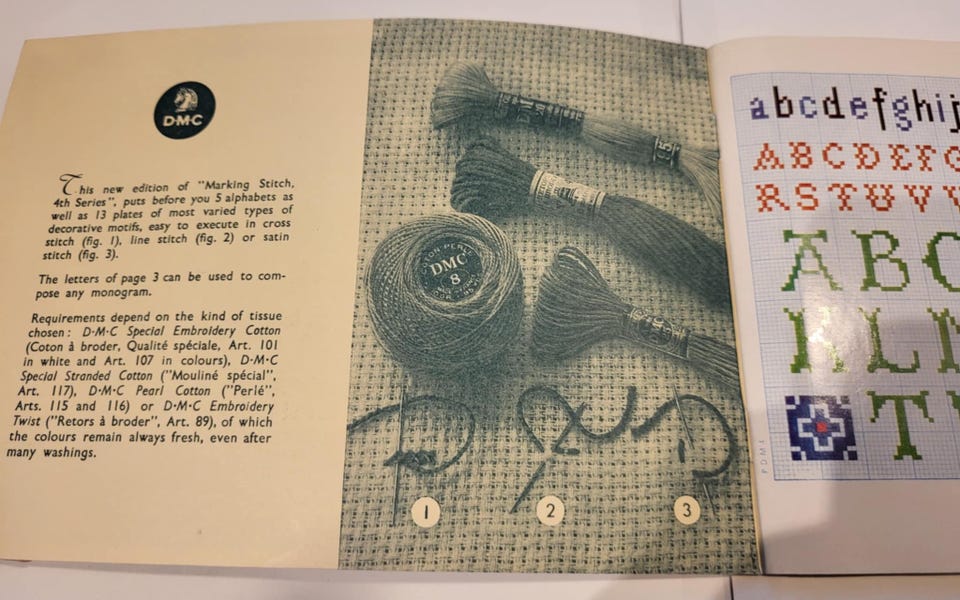 D·M·C
This new edition of "Marking Stitch,
4th Series", puts before you 5 alphabets as
well as 13 plates of most varied types of
decorative motifs, easy to execute in cross
stitch (fig. 1), line stitch (fig. 2) or satin
stitch (fig. 3).
The letters of page 3 can be used to com-
pose any monogram.
Requirements depend on the kind of tissue
chosen: D·M·C Special Embroidery Cotton
(Coton à broder, Qualité spéciale, Art. 101
in white and Art. 107 in colours), D·M·C
Special Stranded Cotton ("Mouliné spécial",
Art. 117), D·M·C Pearl Cotton ("Perlé",
Arts. 115 and 116) or D·M·C Embroidery
Twist ("Retors à broder", Art. 89), of which
the colours remain always fresh, even after
many washings.
COTON PERLÉ
DMC
8
1
2
3
abcdefghij
ABCDEFG
RSTUV
ABC
KL
T
PDM4